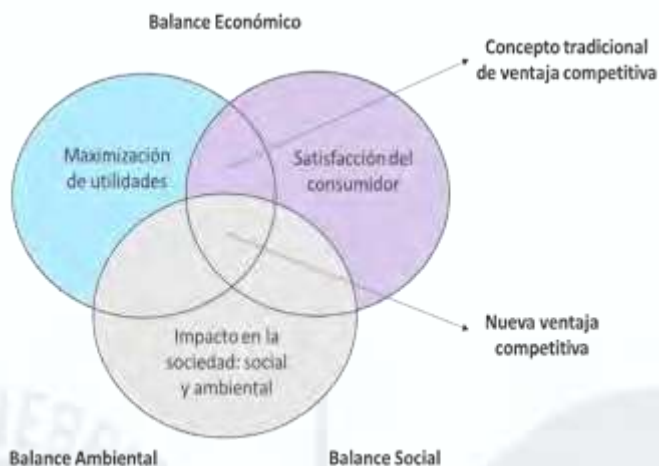 Balance Económico
Concepto tradicional
de ventaja competitiva
Maximización
de utilidades
Satisfacción del
consumidor
Nueva ventaja
competitiva
Impacto en la
sociedad: social
y ambiental
Balance Ambiental
Balance Social